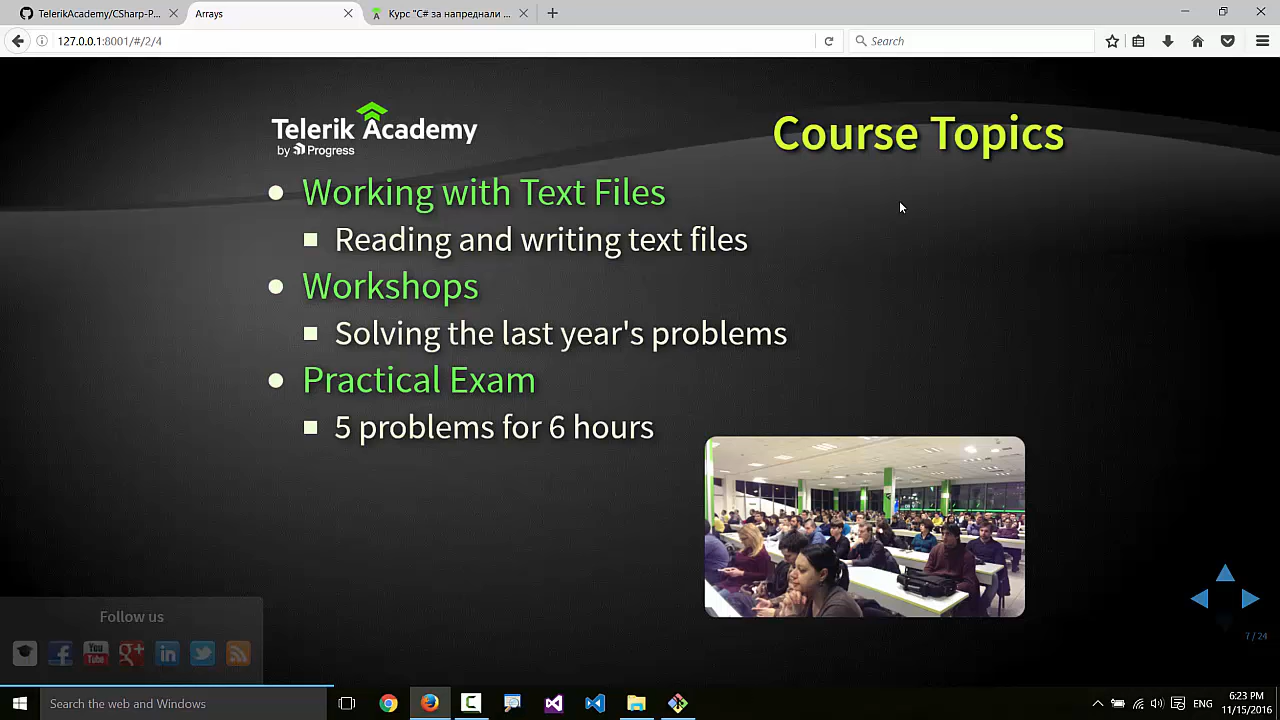 TelerikAcademy/CSharp-P...
Arrays
Курс "C# за напреднали ...
127.0.0.1:8001/#/2/4
Search
Telerik Academy
by Progress
Course Topics
Working with Text Files
Reading and writing text files
Workshops
Solving the last year's problems
Practical Exam
5 problems for 6 hours
Follow us
You
Tube
g+
in
7 / 24
Search the web and Windows
ENG
6:23 PM
11/15/2016